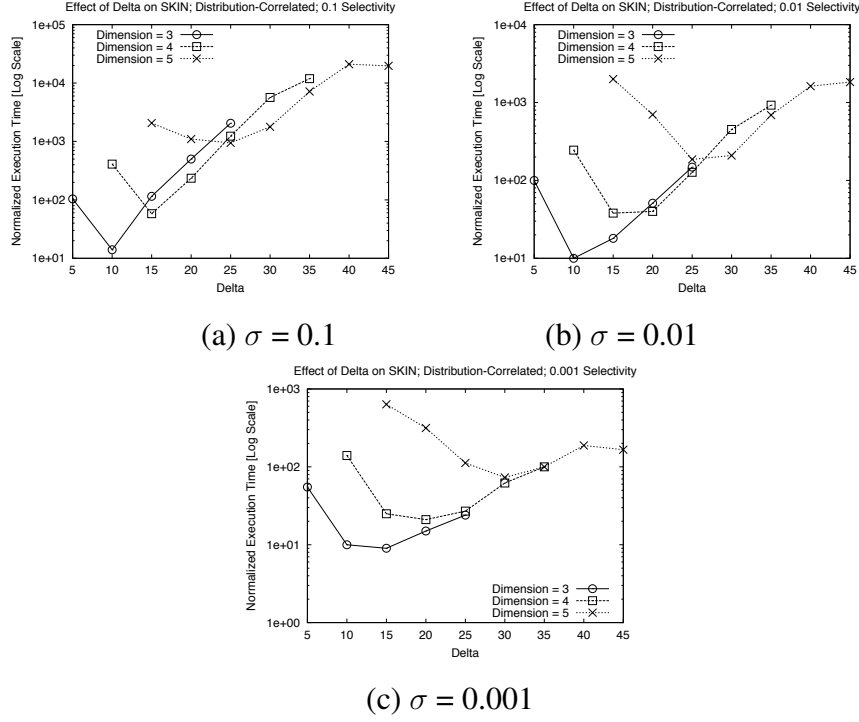 Effect of Delta on SKIN; Distribution-Correlated; 0.1 Selectivity
Normalized Execution Time [Log Scale]
1e+05
1e+04
1e+03
1e+02
1e+01
Dimension = 3
Dimension = 4
Dimension = 5
5 10 15 20 25 30 35 40 45
Delta
(a) σ = 0.1
Effect of Delta on SKIN; Distribution-Correlated; 0.01 Selectivity
Normalized Execution Time [Log Scale]
1e+04
1e+03
1e+02
1e+01
Dimension = 3
Dimension = 4
Dimension = 5
5 10 15 20 25 30 35 40 45
Delta
(b) σ = 0.01
Effect of Delta on SKIN; Distribution-Correlated; 0.001 Selectivity
Normalized Execution Time [Log Scale]
1e+03
1e+02
1e+01
1e+00
Dimension = 3
Dimension = 4
Dimension = 5
5 10 15 20 25 30 35 40 45
Delta
(c) σ = 0.001